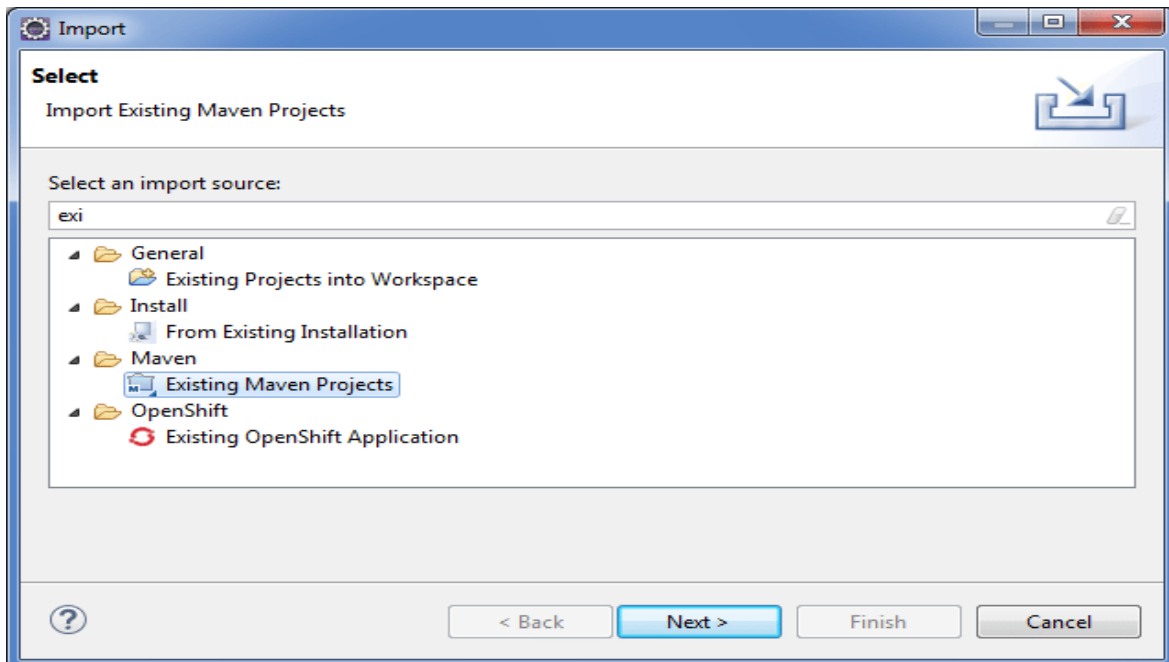 Import
Select
Import Existing Maven Projects
Select an import source:
exi
General
Existing Projects into Workspace
Install
From Existing Installation
Maven
Existing Maven Projects
OpenShift
Existing OpenShift Application
? < Back Next > Finish Cancel